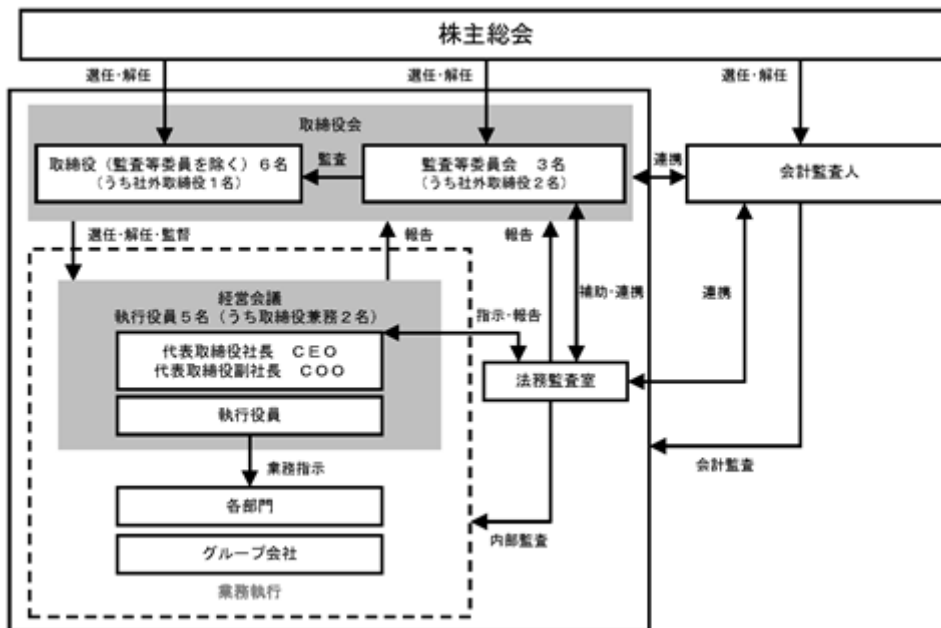 株主総会
選任・解任
選任・解任
選任・解任
取締役会
取締役（監査等委員を除く）６名
（うち社外取締役１名）
監査
監査等委員会　３名
（うち社外取締役２名）
連携
会計監査人
選任・解任・監督
報告
報告
経営会議
執行役員５名（うち取締役兼務２名）
指示・報告
補助・連携
連携
代表取締役社長　ＣＥＯ
代表取締役副社長　ＣＯＯ
法務監査室
執行役員
業務指示
会計監査
各部門
内部監査
グループ会社
業務執行